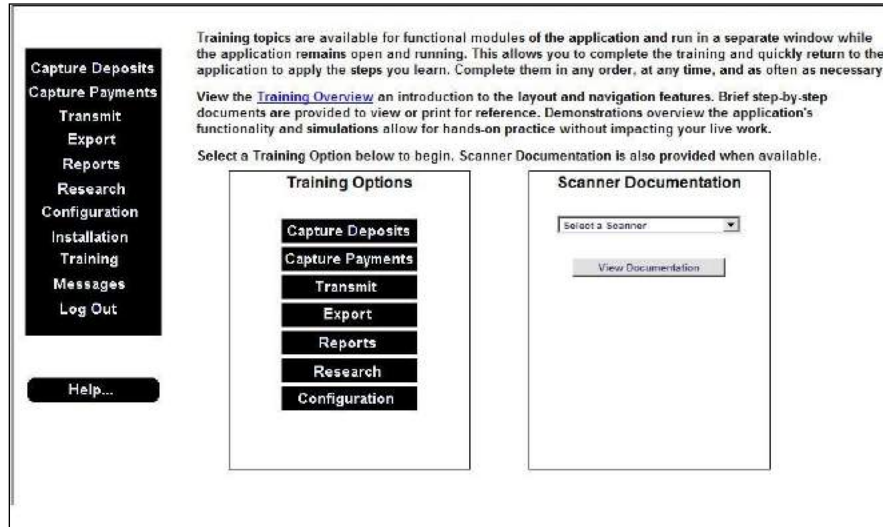 Capture Deposits
Capture Payments
Transmit
Export
Reports
Research
Configuration
Installation
Training
Messages
Log Out
Help...
Training topics are available for functional modules of the application and run in a separate window while
the application remains open and running. This allows you to complete the training and quickly return to the
application to apply the steps you learn. Complete them in any order, at any time, and as often as necessary
View the Training Overview an introduction to the layout and navigation features. Brief step-by-step
documents are provided to view or print for reference. Demonstrations overview the application's
functionality and simulations allow for hands-on practice without impacting your live work.
Select a Training Option below to begin. Scanner Documentation is also provided when available.
Training Options
Capture Deposits
Capture Payments
Transmit
Export
Reports
Research
Configuration
Scanner Documentation
Select a Scanner
View Documentation